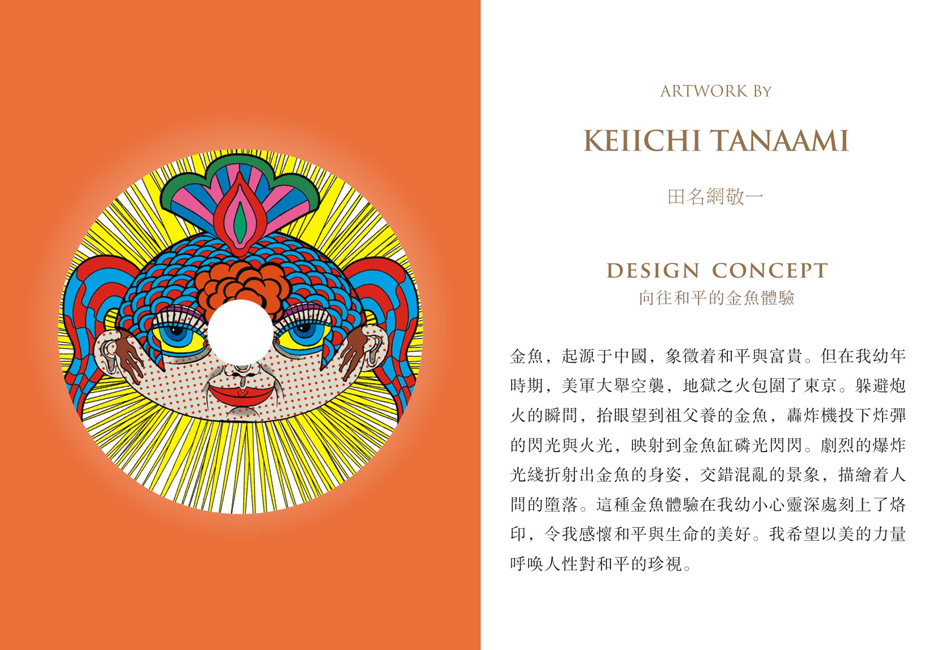 ARTWORK BY
KEIICHI TANAAMI
田名網敬一
DESIGN CONCEPT
向往和平的金魚體驗
金魚，起源于中國，象徵着和平與富貴。但在我幼年
時期，美軍大舉空襲，地獄之火包圍了東京。躲避炮
火的瞬間，抬眼望到祖父養的金魚，轟炸機投下炸彈
的閃光與火光，映射到金魚缸磷光閃閃。劇烈的爆炸
光綫折射出金魚的身姿，交錯混亂的景象，描繪着人
間的墮落。這種金魚體驗在我幼小心靈深處刻上了烙
印，令我感懷和平與生命的美好。我希望以美的力量
呼唤人性對和平的珍視。